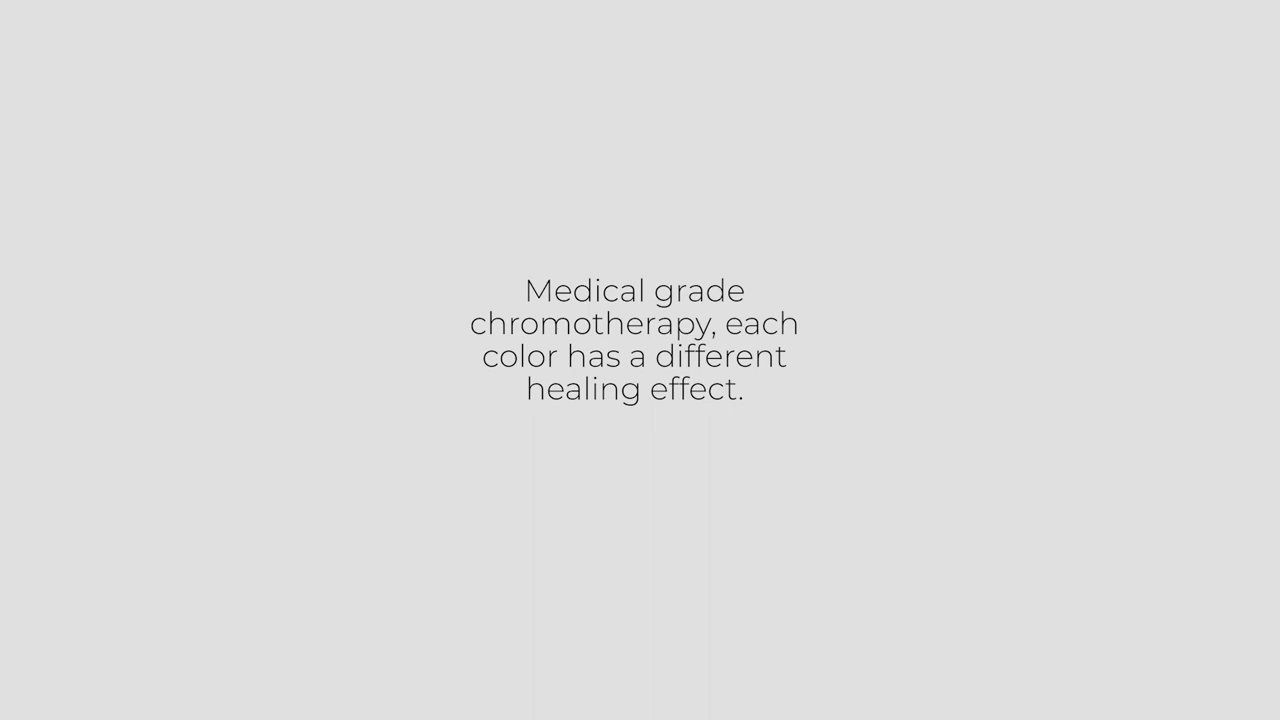 Medical grade
chromotherapy, each
color has a different
healing effect.